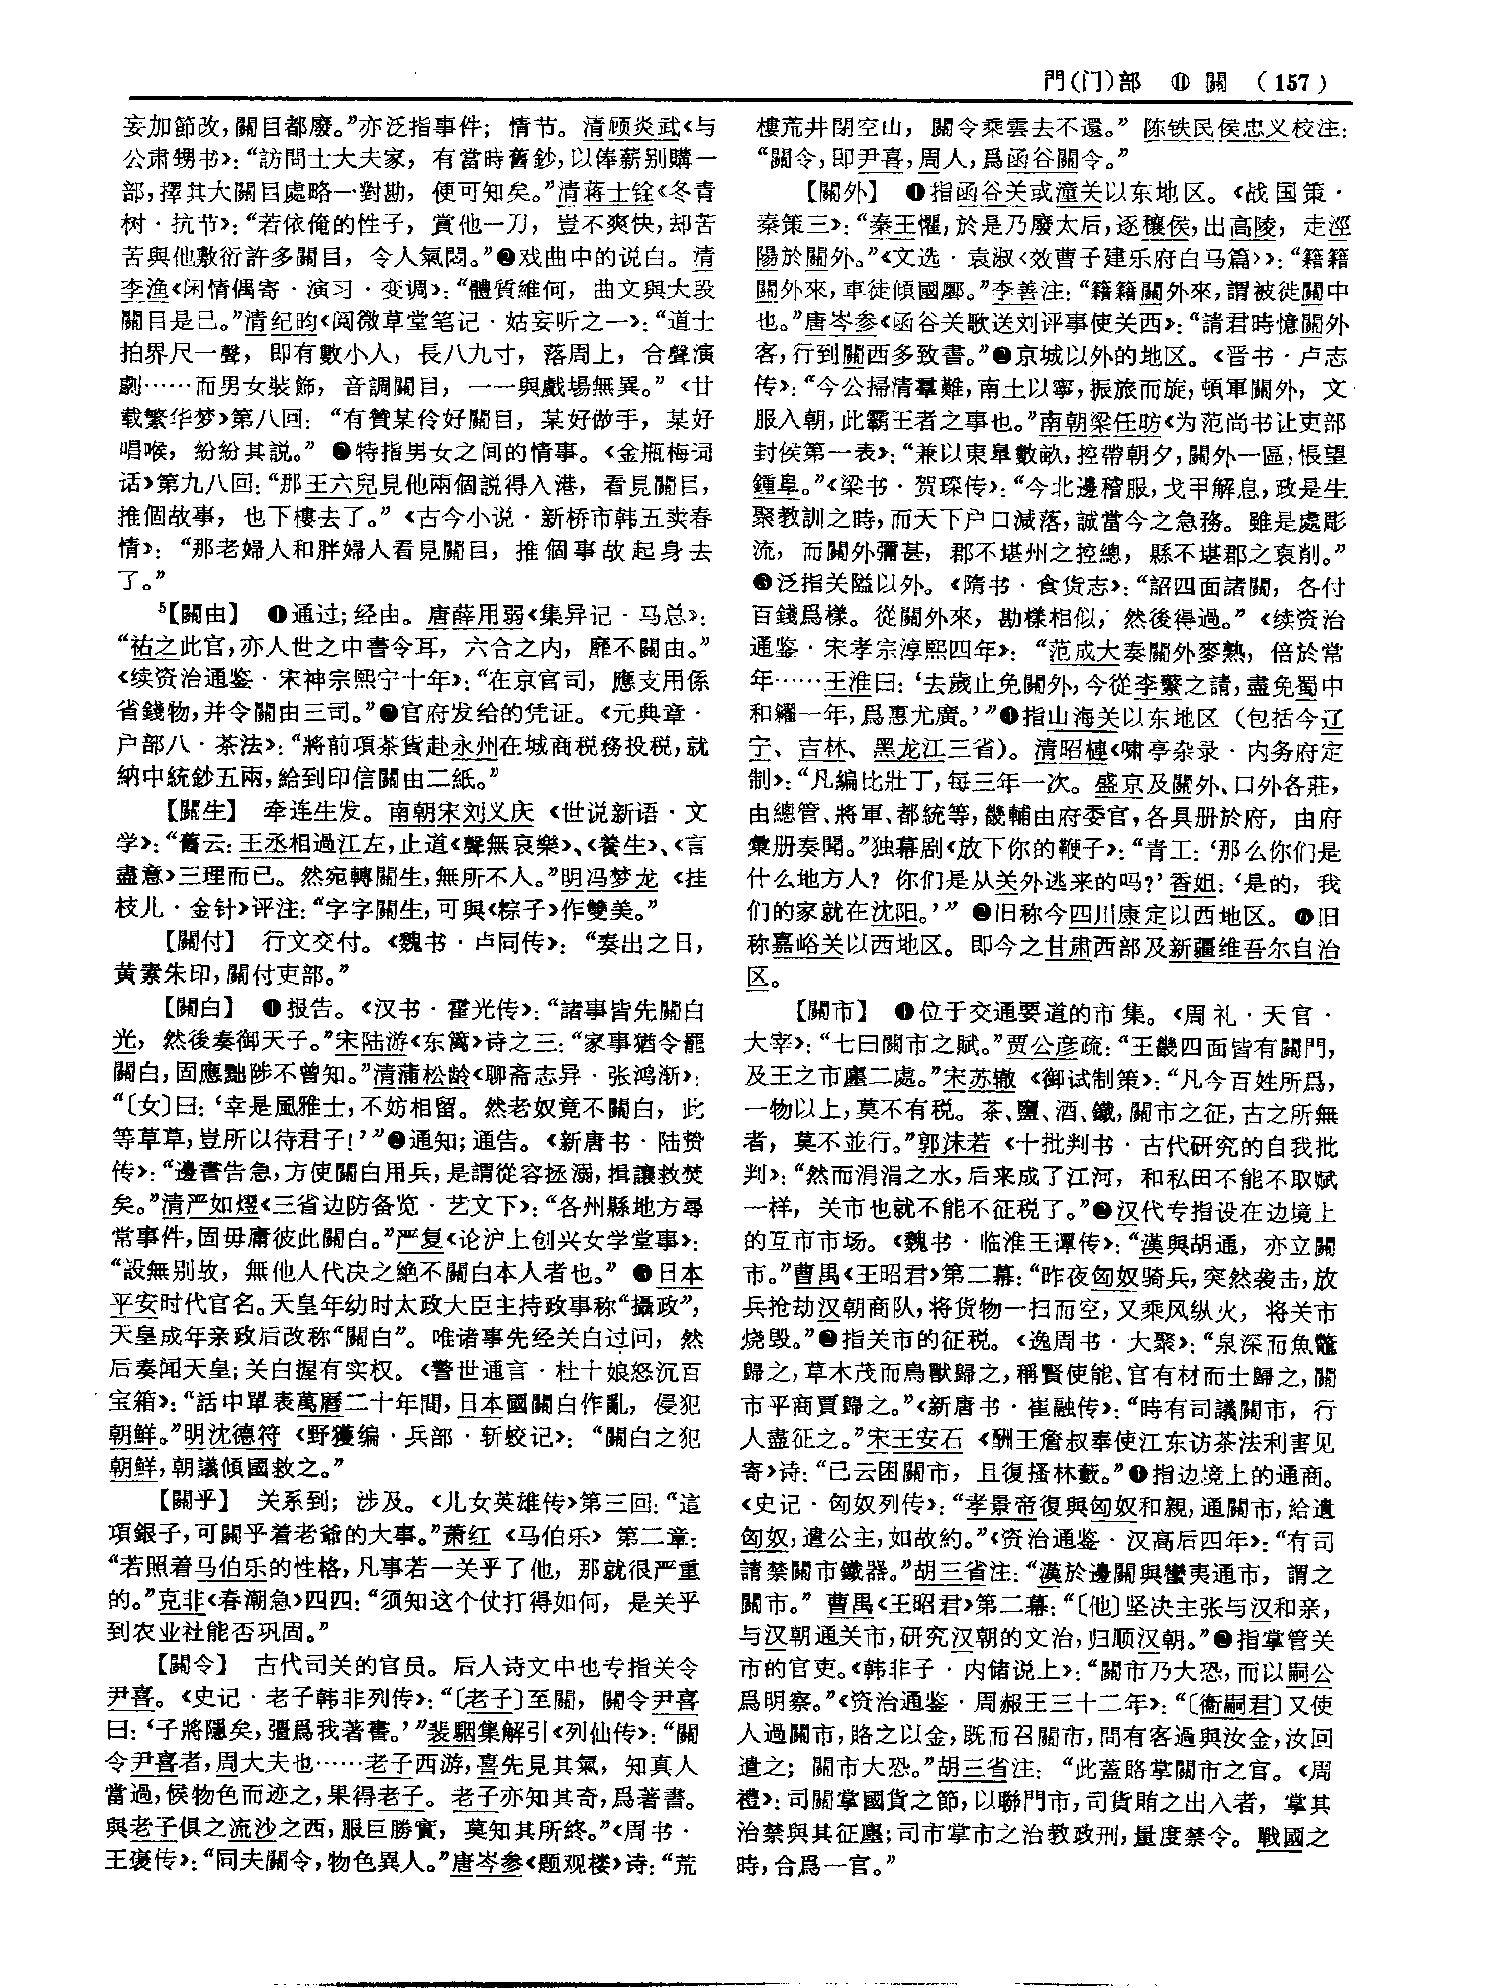 門(门)部 ⑪ 關 (157)
妄加節改，關目都廢。”亦泛指事件；情节。清顾炎武《与
公肃甥书》：“訪問士大夫家，有當時舊鈔，以俸薪别購一
部，擇其大關目處略一對勘，便可知矣。”清蒋士铨《冬青
树·抗节》：“若依俺的性子，賞他一刀，豈不爽快，却苦
苦與他敷衍許多關目，令人氣悶。”❷戏曲中的说白。清
李渔《闲情偶寄·演习·变调》：“體質維何，曲文與大段
關目是已。”清纪昀《阅微草堂笔记·姑妄听之一》：“道士
拍界尺一聲，即有數小人，長八九寸，落周上，合聲演
劇……而男女裝飾，音調關目，一一與戲場無異。”《廿
载繁华梦》第八回：“有贊某伶好關目，某好做手，某好
唱喉，紛紛其説。”❸特指男女之间的情事。《金瓶梅词
话》第九八回：“那王六兒見他兩個説得入港，看見關目，
推個故事，也下樓去了。”《古今小说·新桥市韩五卖春
情》：“那老婦人和胖婦人看見關目，推個事故起身去
了。”
⁵【關由】 ❶通过；经由。唐薛用弱《集异记·马总》：
“祐之此官，亦人世之中書令耳，六合之内，靡不關由。”
《续资治通鉴·宋神宗熙宁十年》：“在京官司，應支用係
省錢物，并令關由三司。”❷官府发给的凭证。《元典章·
户部八·茶法》：“將前項茶貨赴永州在城商税務投税，就
納中統鈔五兩，給到印信關由二紙。”
【關生】 牵连生发。南朝宋刘义庆《世说新语·文
学》：“舊云：王丞相過江左，止道《聲無哀樂》、《養生》、《言
盡意》三理而已。然宛轉關生，無所不入。”明冯梦龙《挂
枝儿·金针》评注：“字字關生，可與《粽子》作雙美。”
【關付】 行文交付。《魏书·卢同传》：“奏出之日，
黄素朱印，關付吏部。”
【關白】 ❶报告。《汉书·霍光传》：“諸事皆先關白
光，然後奏御天子。”宋陆游《东篱》诗之三：“家事猶令罷
關白，固應黜陟不曾知。”清蒲松龄《聊斋志异·张鸿渐》：
“〔女〕曰：‘幸是風雅士，不妨相留。然老奴竟不關白，此
等草草，豈所以待君子！’”❷通知；通告。《新唐书·陆贽
传》：“邊書告急，方使關白用兵，是謂從容拯溺，揖讓救焚
矣。”清严如熤《三省边防备览·艺文下》：“各州縣地方尋
常事件，固毋庸彼此關白。”严复《论沪上创兴女学堂事》：
“設無别故，無他人代决之絶不關白本人者也。”❸日本
平安时代官名。天皇年幼时太政大臣主持政事称“攝政”，
天皇成年亲政后改称“關白”。唯诸事先经关白过问，然
后奏闻天皇；关白握有实权。《警世通言·杜十娘怒沉百
宝箱》：“話中單表萬曆二十年間，日本國關白作亂，侵犯
朝鮮。”明沈德符《野獲编·兵部·斩蛟记》：“關白之犯
朝鮮，朝議傾國救之。”
【關乎】 关系到；涉及。《儿女英雄传》第三回：“這
項銀子，可關乎着老爺的大事。”萧红《马伯乐》第二章：
“若照着马伯乐的性格，凡事若一关乎了他，那就很严重
的。”克非《春潮急》四四：“须知这个仗打得如何，是关乎
到农业社能否巩固。”
【關令】 古代司关的官员。后人诗文中也专指关令
尹喜。《史记·老子韩非列传》：“〔老子〕至關，關令尹喜
曰：‘子將隱矣，彊爲我著書。’”裴駰集解引《列仙传》：“關
令尹喜者，周大夫也……老子西游，喜先見其氣，知真人
當過，候物色而迹之，果得老子。老子亦知其奇，爲著書。
與老子俱之流沙之西，服巨勝實，莫知其所終。”《周书·
王褒传》：“同夫關令，物色異人。”唐岑参《题观楼》诗：“荒
樓荒井閉空山，關令乘雲去不還。”陈铁民侯忠义校注：
“關令，即尹喜，周人，爲函谷關令。”
【關外】 ❶指函谷关或潼关以东地区。《战国策·
秦策三》：“秦王懼，於是乃廢太后，逐穰侯，出高陵，走涇
陽於關外。”《文选·袁淑〈效曹子建乐府白马篇〉》：“籍籍
關外來，車徒傾國鄽。”李善注：“籍籍關外來，謂被徙關中
也。”唐岑参《函谷关歌送刘评事使关西》：“請君時憶關外
客，行到關西多致書。”❷京城以外的地区。《晋书·卢志
传》：“今公掃清羣難，南土以寧，振旅而旋，頓軍關外，文
服入朝，此霸王者之事也。”南朝梁任昉《为范尚书让吏部
封侯第一表》：“兼以東皋數畝，控帶朝夕，關外一區，悵望
鍾阜。”《梁书·贺琛传》：“今北邊稽服，戈甲解息，政是生
聚教訓之時，而天下户口減落，誠當今之急務。雖是處彫
流，而關外彌甚，郡不堪州之控總，縣不堪郡之裒削。”
❸泛指关隘以外。《隋书·食货志》：“詔四面諸關，各付
百錢爲樣。從關外來，勘樣相似，然後得過。”《续资治
通鉴·宋孝宗淳熙四年》：“范成大奏關外麥熟，倍於常
年……王淮曰：‘去歲止免關外，今從李蘩之請，盡免蜀中
和糴一年，爲惠尤廣。’”❹指山海关以东地区（包括今辽
宁、吉林、黑龙江三省）。清昭槤《啸亭杂录·内务府定
制》：“凡編比壯丁，每三年一次。盛京及關外、口外各莊，
由總管、將軍、都統等，畿輔由府委官，各具册於府，由府
彙册奏聞。”独幕剧《放下你的鞭子》：“青工：‘那么你们是
什么地方人？你们是从关外逃来的吗？’香姐：‘是的，我
们的家就在沈阳。’”❺旧称今四川康定以西地区。❻旧
称嘉峪关以西地区。即今之甘肃西部及新疆维吾尔自治
区。
【關市】 ❶位于交通要道的市集。《周礼·天官·
大宰》：“七曰關市之賦。”贾公彦疏：“王畿四面皆有關門，
及王之市廛二處。”宋苏辙《御试制策》：“凡今百姓所爲，
一物以上，莫不有税。茶、鹽、酒、鐵，關市之征，古之所無
者，莫不並行。”郭沫若《十批判书·古代研究的自我批
判》：“然而涓涓之水，后来成了江河，和私田不能不取赋
一样，关市也就不能不征税了。”❷汉代专指设在边境上
的互市市场。《魏书·临淮王谭传》：“漢與胡通，亦立關
市。”曹禺《王昭君》第二幕：“昨夜匈奴骑兵，突然袭击，放
兵抢劫汉朝商队，将货物一扫而空，又乘风纵火，将关市
烧毁。”❸指关市的征税。《逸周书·大聚》：“泉深而魚鼈
歸之，草木茂而鳥獸歸之，稱賢使能、官有材而士歸之，關
市平商賈歸之。”《新唐书·崔融传》：“時有司議關市，行
人盡征之。”宋王安石《酬王詹叔奉使江东访茶法利害见
寄》诗：“已云困關市，且復搔林藪。”❹指边境上的通商。
《史记·匈奴列传》：“孝景帝復與匈奴和親，通關市，給遺
匈奴，遣公主，如故約。”《资治通鉴·汉高后四年》：“有司
請禁關市鐵器。”胡三省注：“漢於邊關與蠻夷通市，謂之
關市。”曹禺《王昭君》第二幕：“〔他〕坚决主张与汉和亲，
与汉朝通关市，研究汉朝的文治，归顺汉朝。”❺指掌管关
市的官吏。《韩非子·内储说上》：“關市乃大恐，而以嗣公
爲明察。”《资治通鉴·周赧王三十二年》：“〔衞嗣君〕又使
人過關市，賂之以金，既而召關市，問有客過與汝金，汝回
遣之；關市大恐。”胡三省注：“此蓋賂掌關市之官。《周
禮》：司關掌國貨之節，以聯門市，司貨賄之出入者，掌其
治禁與其征廛；司市掌市之治教政刑，量度禁令。戰國之
時，合爲一官。”